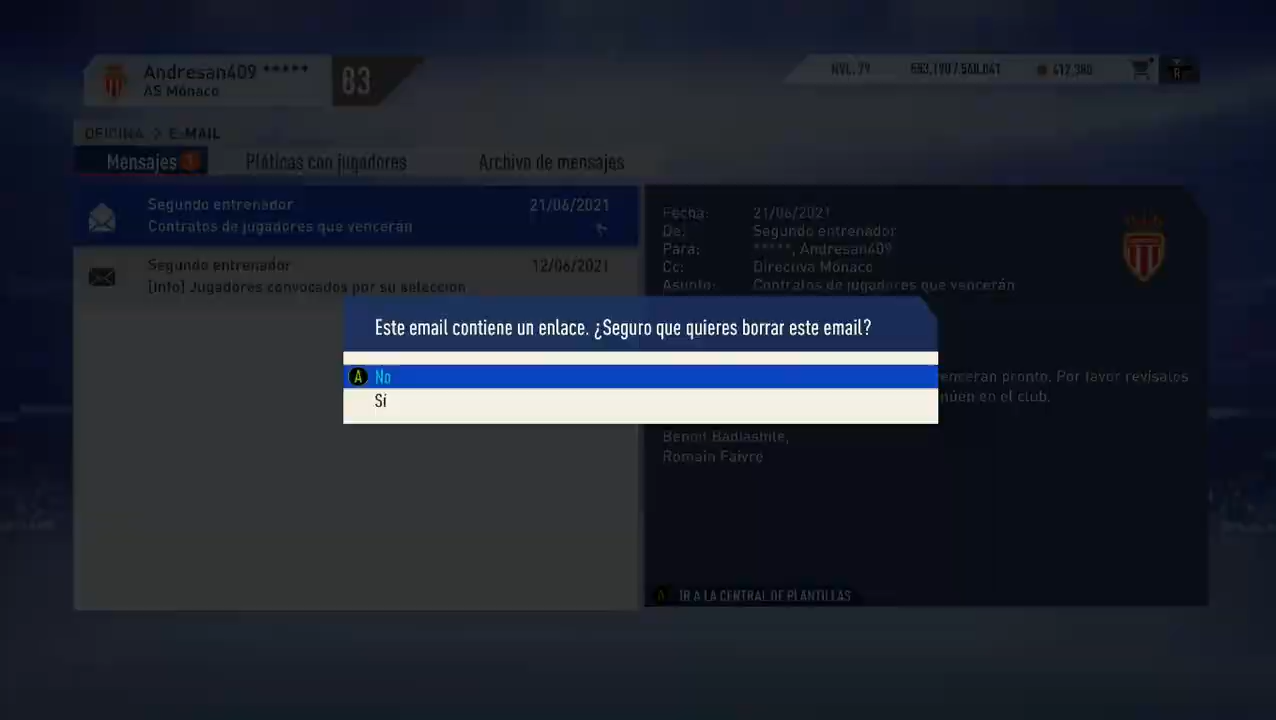 Andresan409 *****
AS Mónaco
83
NVL. 79
683,190 / 560,041
412,380
R
OFICINA > E-MAIL
Mensajes 1
Pláticas con jugadores
Archivo de mensajes
Segundo entrenador 21/06/2021
Contratos de jugadores que vencerán
Segundo entrenador 12/06/2021
[Info] Jugadores convocados por su selección
Fecha: 21/06/2021
De: Segundo entrenador
Para: *****, Andresan409
Cc: Directiva Mónaco
Asunto: Contratos de jugadores que vencerán
Este email contiene un enlace. ¿Seguro que quieres borrar este email?
A No
Sí
vencerán pronto. Por favor revísalos
núen en el club.
Benoit Badiashile,
Romain Faivre
A IR A LA CENTRAL DE PLANTILLAS